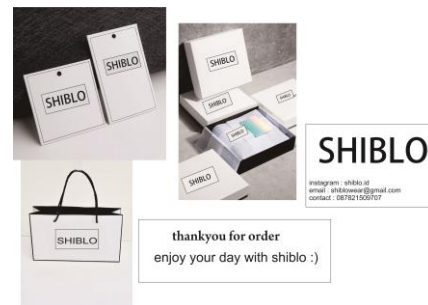 SHIBLO
SHIBLO
SHIBLO
SHIBLO
SHIBLO
SHIBLO
SHIBLO
instagram : shiblo.id
email : shiblowear@gmail.com
contact : 087821509707
SHIBLO
thankyou for order
enjoy your day with shiblo :)